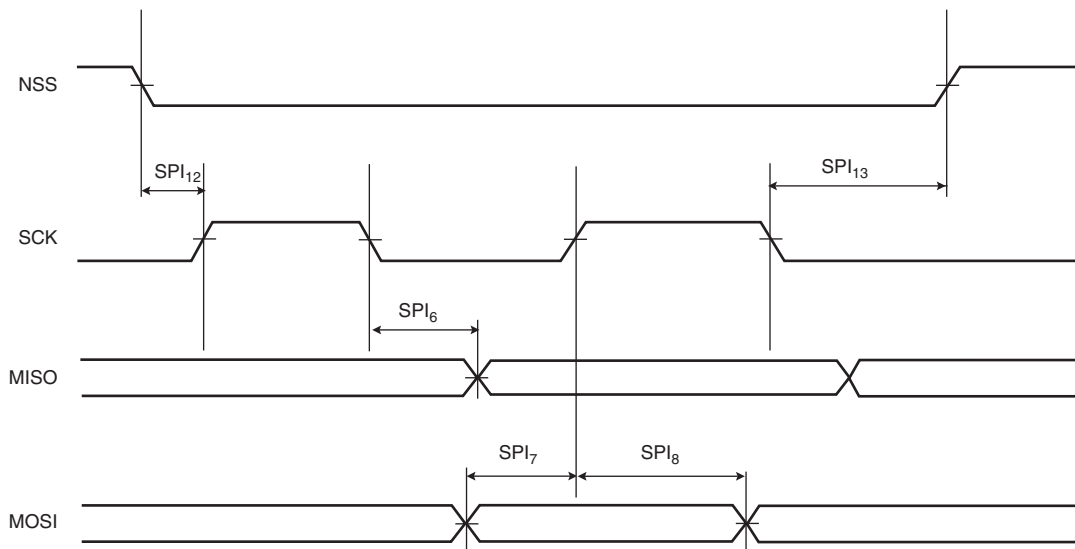 NSS
SPI₁₂
SPI₁₃
SCK
SPI₆
MISO
SPI₇
SPI₈
MOSI